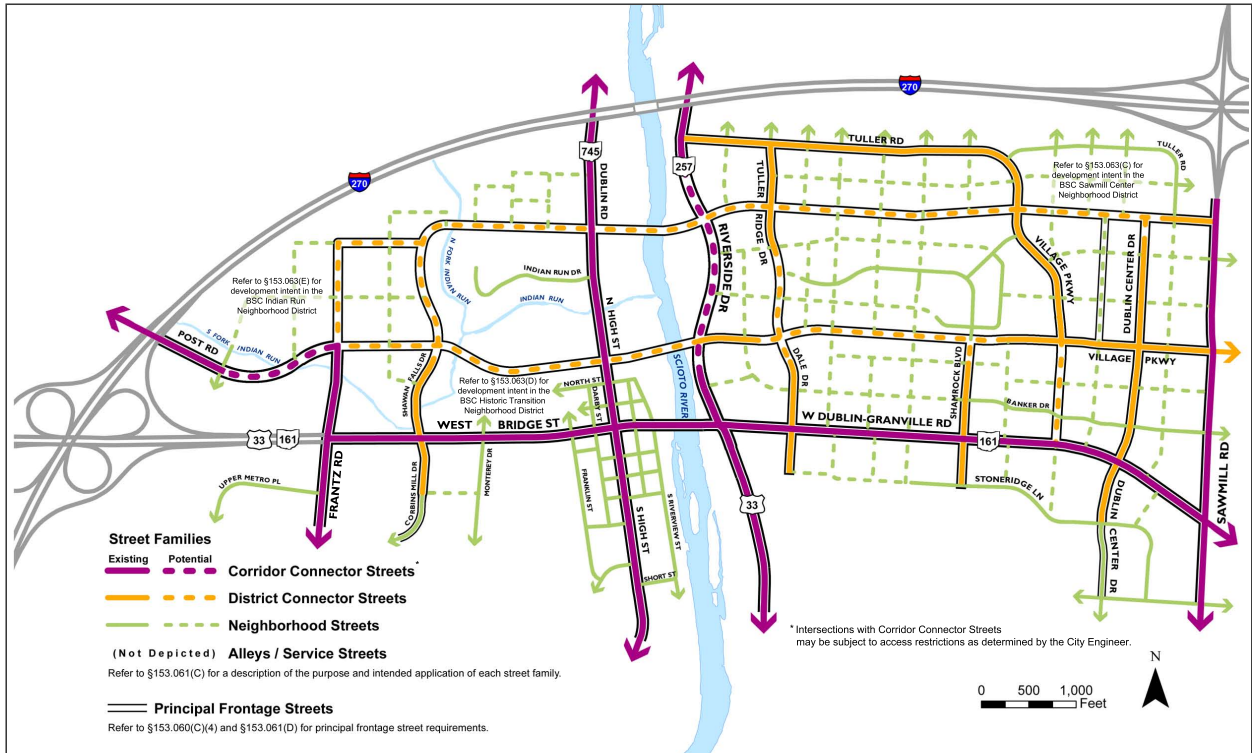 270
270
745
DUBLIN RD
257
TULLER RD
TULLER RD
Refer to §153.063(C) for
development intent in the
BSC Sawmill Center
Neighborhood District
TULLER
RIDGE DR
RIVERSIDE DR
VILLAGE PKWY
DUBLIN CENTER DR
N FORK INDIAN RUN
INDIAN RUN DR
INDIAN RUN
Refer to §153.063(E) for
development intent in the
BSC Indian Run
Neighborhood District
S FORK INDIAN RUN
POST RD
N HIGH ST
SCIOTO RIVER
DALE DR
SHAMROCK BLVD
VILLAGE PKWY
SHAWAN FALLS DR
Refer to §153.063(D) for
development intent in the
BSC Historic Transition
Neighborhood District
NORTH ST
DARBY ST
BANKER DR
WEST BRIDGE ST
W DUBLIN-GRANVILLE RD
33
161
161
FRANTZ RD
UPPER METRO PL
CORBINS MILL DR
MONTEREY DR
FRANKLIN ST
S HIGH ST
S RIVERVIEW ST
SHORT ST
33
STONERIDGE LN
DUBLIN CENTER DR
SAWMILL RD
Street Families
Existing Potential
Corridor Connector Streets*
District Connector Streets
Neighborhood Streets
(Not Depicted) Alleys / Service Streets
Refer to §153.061(C) for a description of the purpose and intended application of each street family.
Principal Frontage Streets
Refer to §153.060(C)(4) and §153.061(D) for principal frontage street requirements.
* Intersections with Corridor Connector Streets
may be subject to access restrictions as determined by the City Engineer.
N
0 500 1,000
Feet